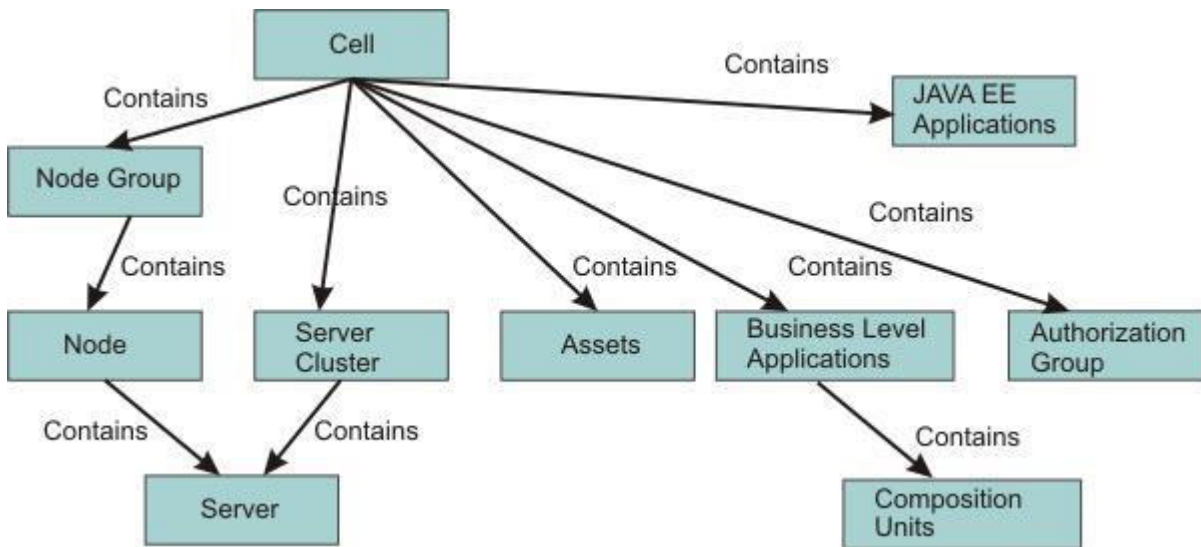 Cell
Contains
JAVA EE
Applications
Contains
Node Group
Contains
Contains
Contains
Contains
Contains
Node
Server
Cluster
Assets
Business Level
Applications
Authorization
Group
Contains
Contains
Contains
Server
Composition
Units